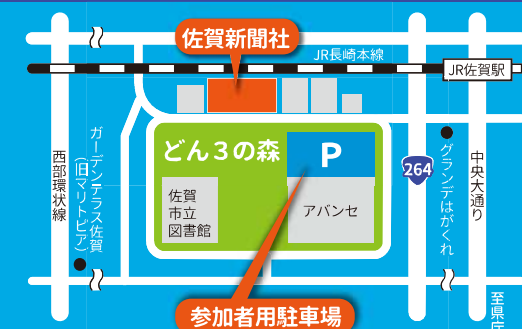 佐賀新聞社
JR長崎本線
JR佐賀駅
どん3の森
P
264
西部環状線
ガーデンテラス佐賀
（旧マリトピア）
佐賀
市立
図書館
アバンセ
グランデはがくれ
中央大通り
参加者用駐車場
至県庁